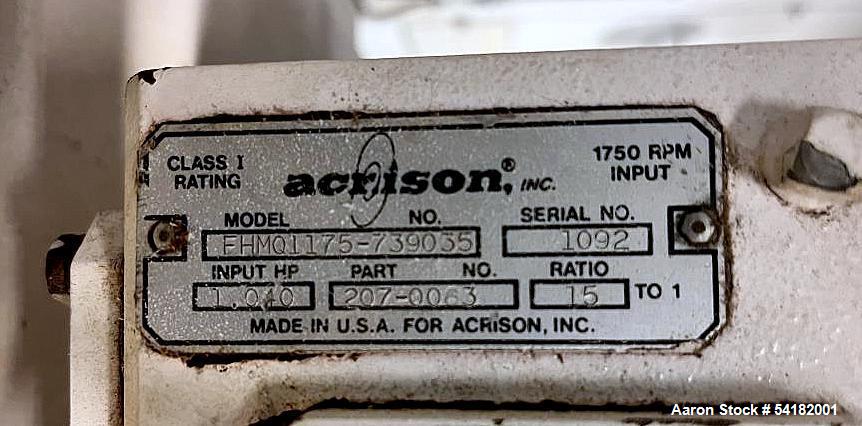 CLASS I RATING
acrison®, INC.
1750 RPM INPUT
MODEL NO.
SERIAL NO.
EHMQ1175-739035
1092
INPUT HP
PART NO.
RATIO
1.040
207-0063
15 TO 1
MADE IN U.S.A. FOR ACRISON, INC.
Aaron Stock # 54182001